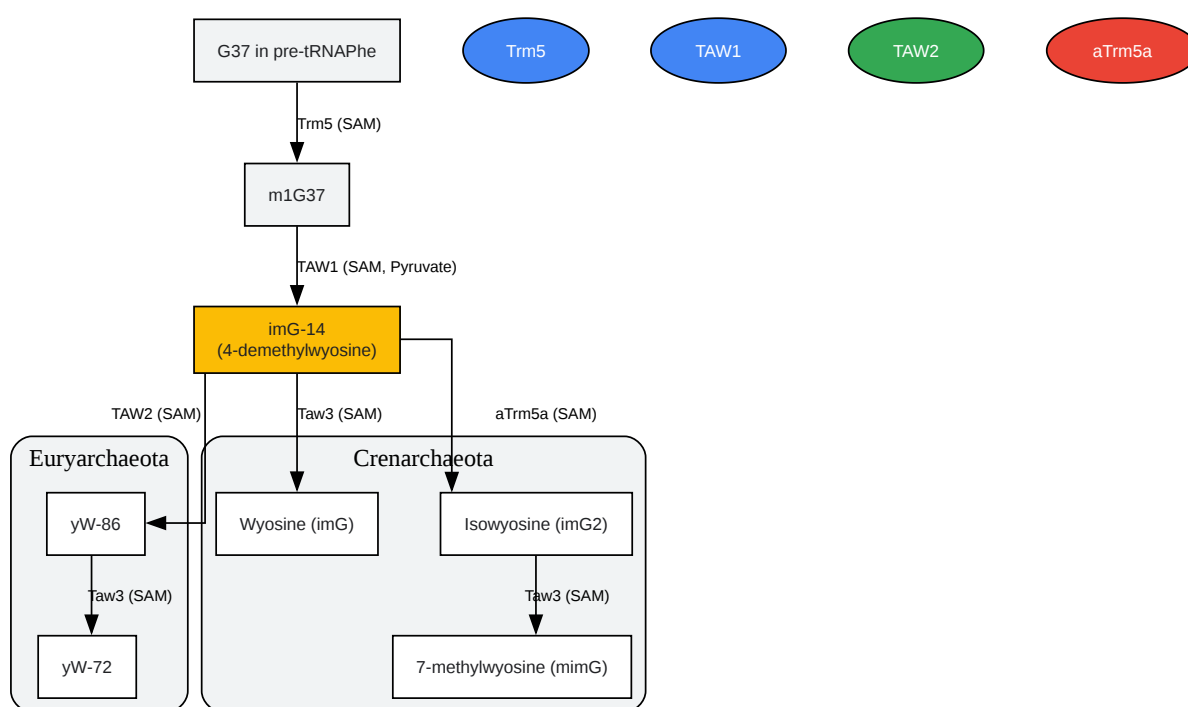 G37 in pre-tRNAPhe
Trm5
TAW1
TAW2
aTrm5a
Trm5 (SAM)
m1G37
TAW1 (SAM, Pyruvate)
imG-14
(4-demethylwyosine)
TAW2 (SAM)
Taw3 (SAM)
aTrm5a (SAM)
Euryarchaeota
Crenarchaeota
yW-86
Wyosine (imG)
Isowyosine (imG2)
Taw3 (SAM)
Taw3 (SAM)
yW-72
7-methylwyosine (mimG)